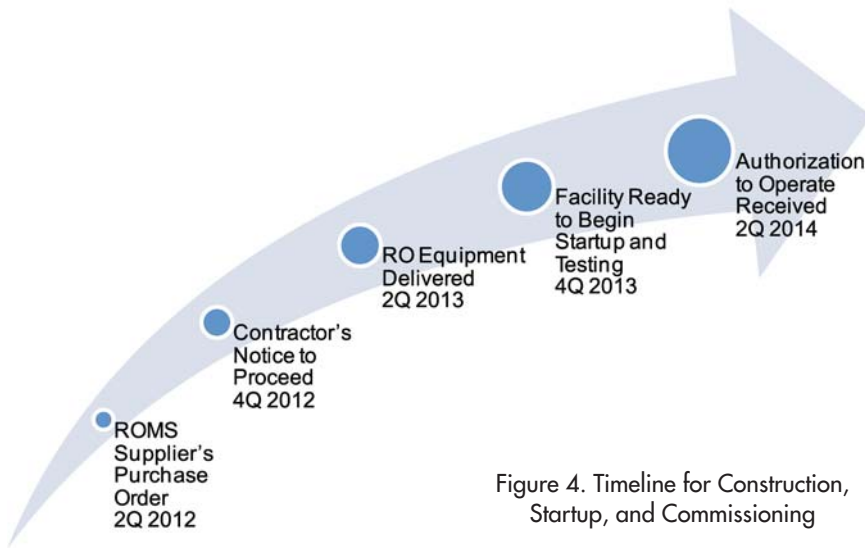 ROMS
Supplier's
Purchase
Order
2Q 2012
Contractor's
Notice to
Proceed
4Q 2012
RO Equipment
Delivered
2Q 2013
Facility Ready
to Begin
Startup and
Testing
4Q 2013
Authorization
to Operate
Received
2Q 2014
Figure 4. Timeline for Construction,
Startup, and Commissioning